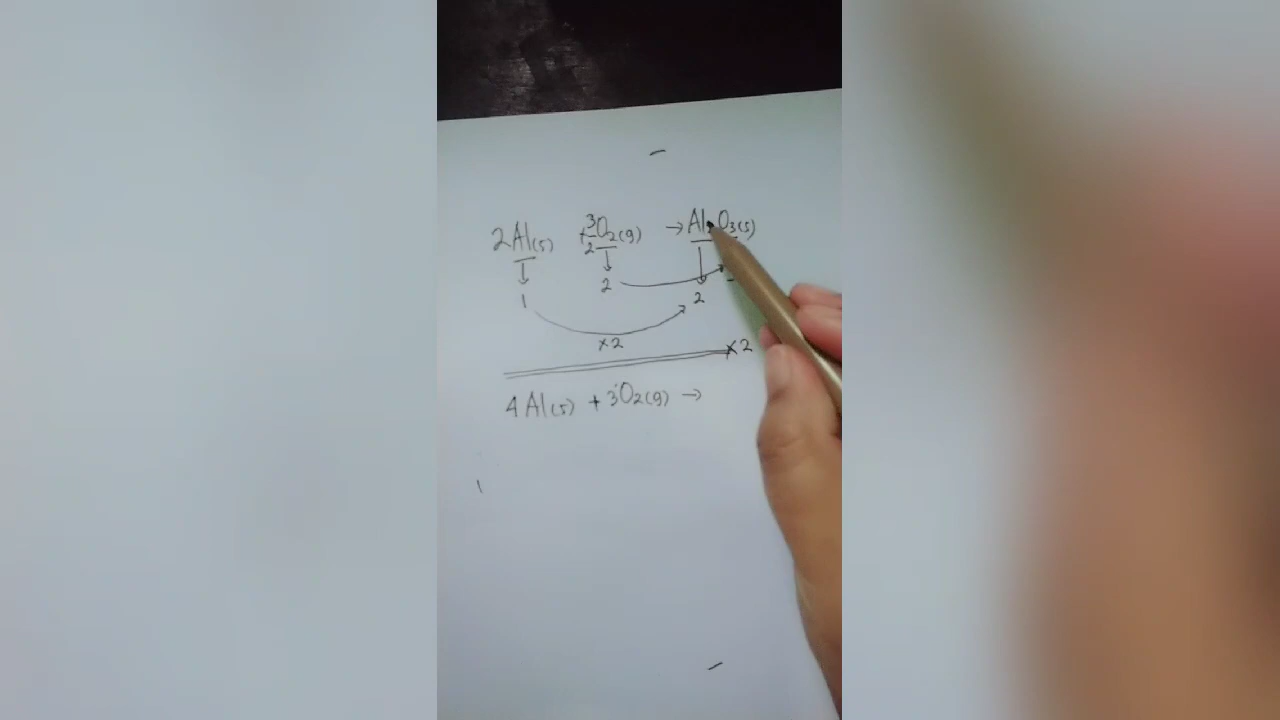 2Al(s) + 3/2 O2(g) → Al2O3(s)
1 2 2
×2
×2
4Al(s) + 3O2(g) →